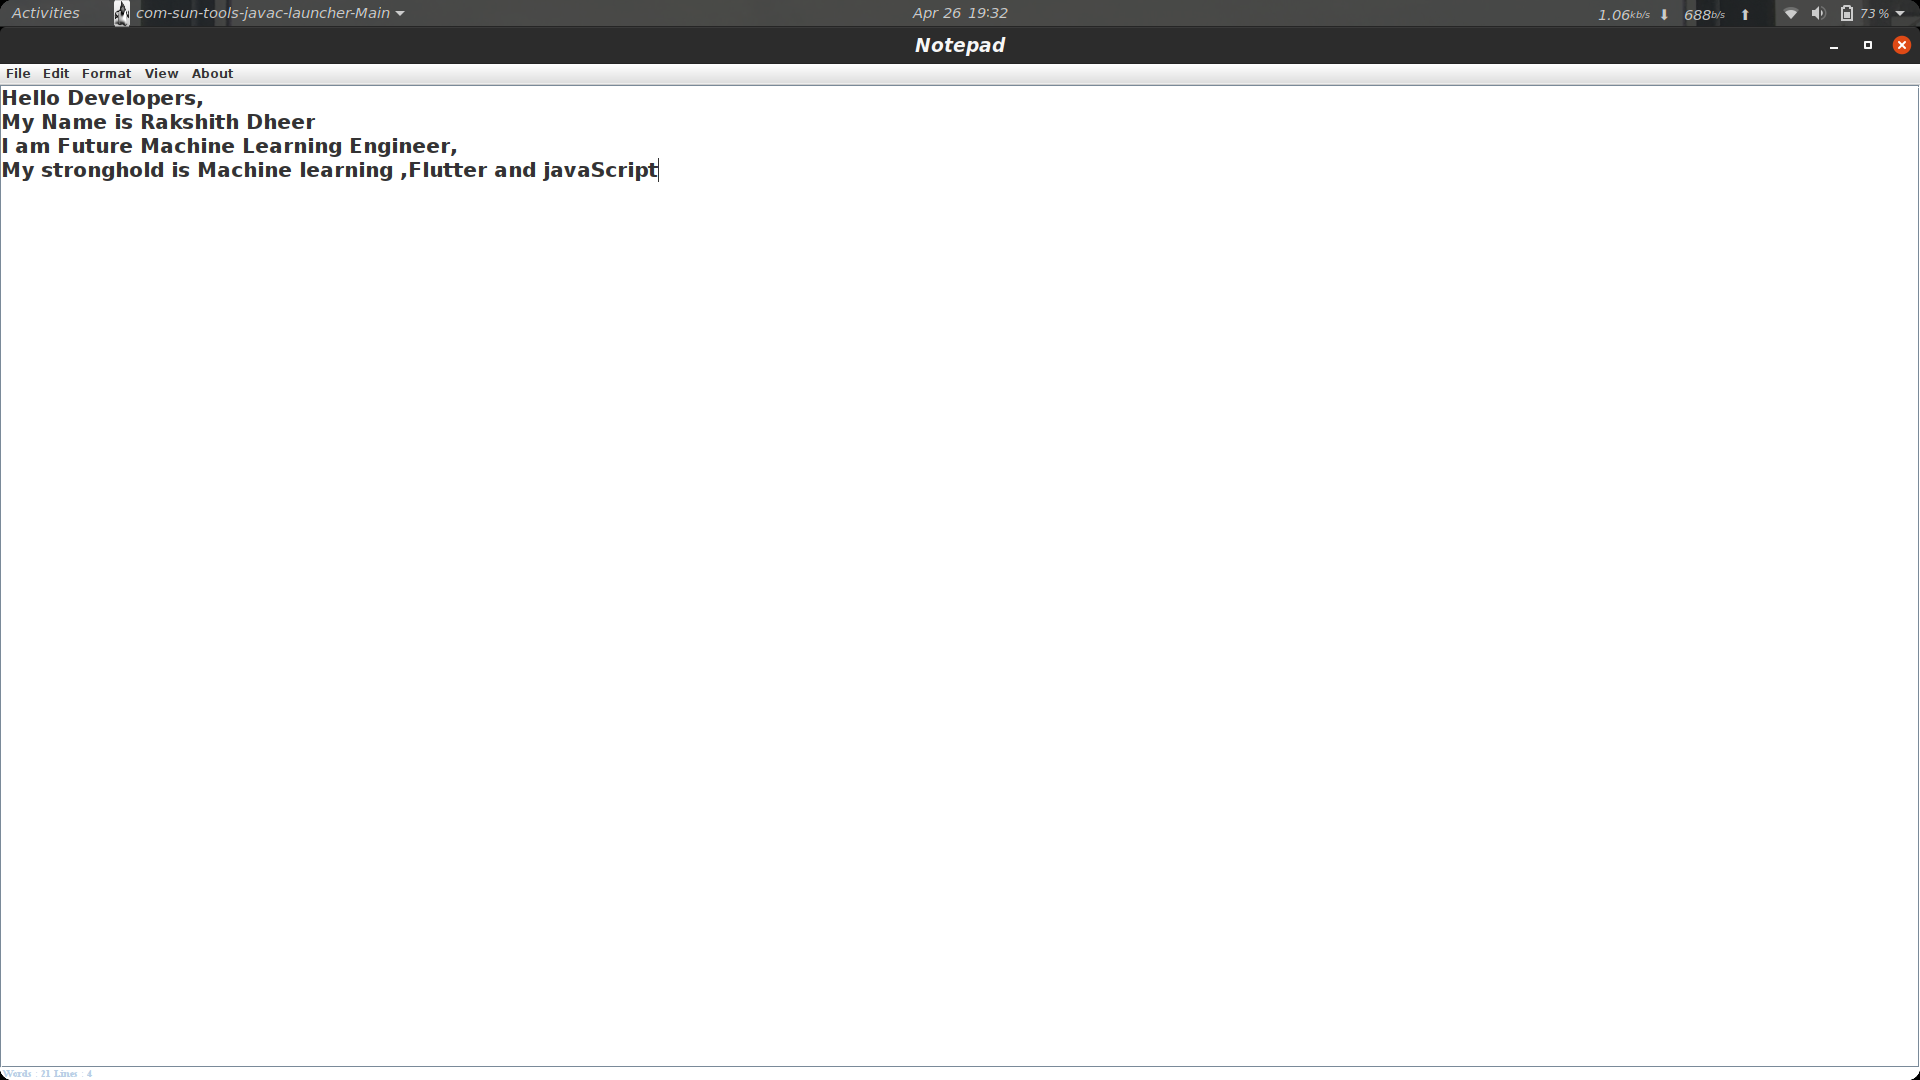 Activities com-sun-tools-javac-launcher-Main Apr 26 19:32 1.06kb/s 688b/s 73 %
Notepad
File Edit Format View About
Hello Developers,
My Name is Rakshith Dheer
I am Future Machine Learning Engineer,
My stronghold is Machine learning ,Flutter and javaScript
Words : 21 Lines : 4